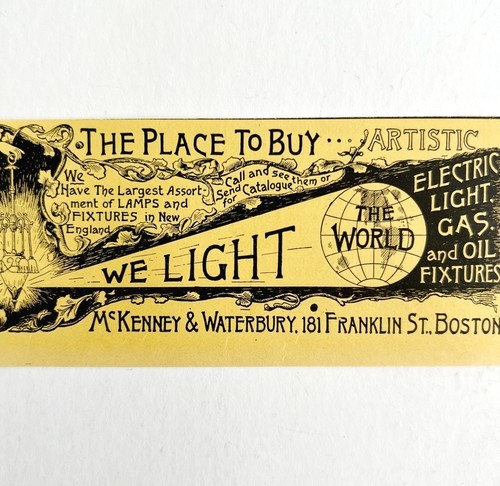 THE PLACE TO BUY .... ARTISTIC
We
Have The Largest Assort-
ment of LAMPS and
FIXTURES in New
England
Call and see them or
Send for Catalogue
ELECTRIC
LIGHT.
GAS.
and OIL
FIXTURES
WE LIGHT
THE
WORLD
McKENNEY & WATERBURY. 181 FRANKLIN ST., BOSTON